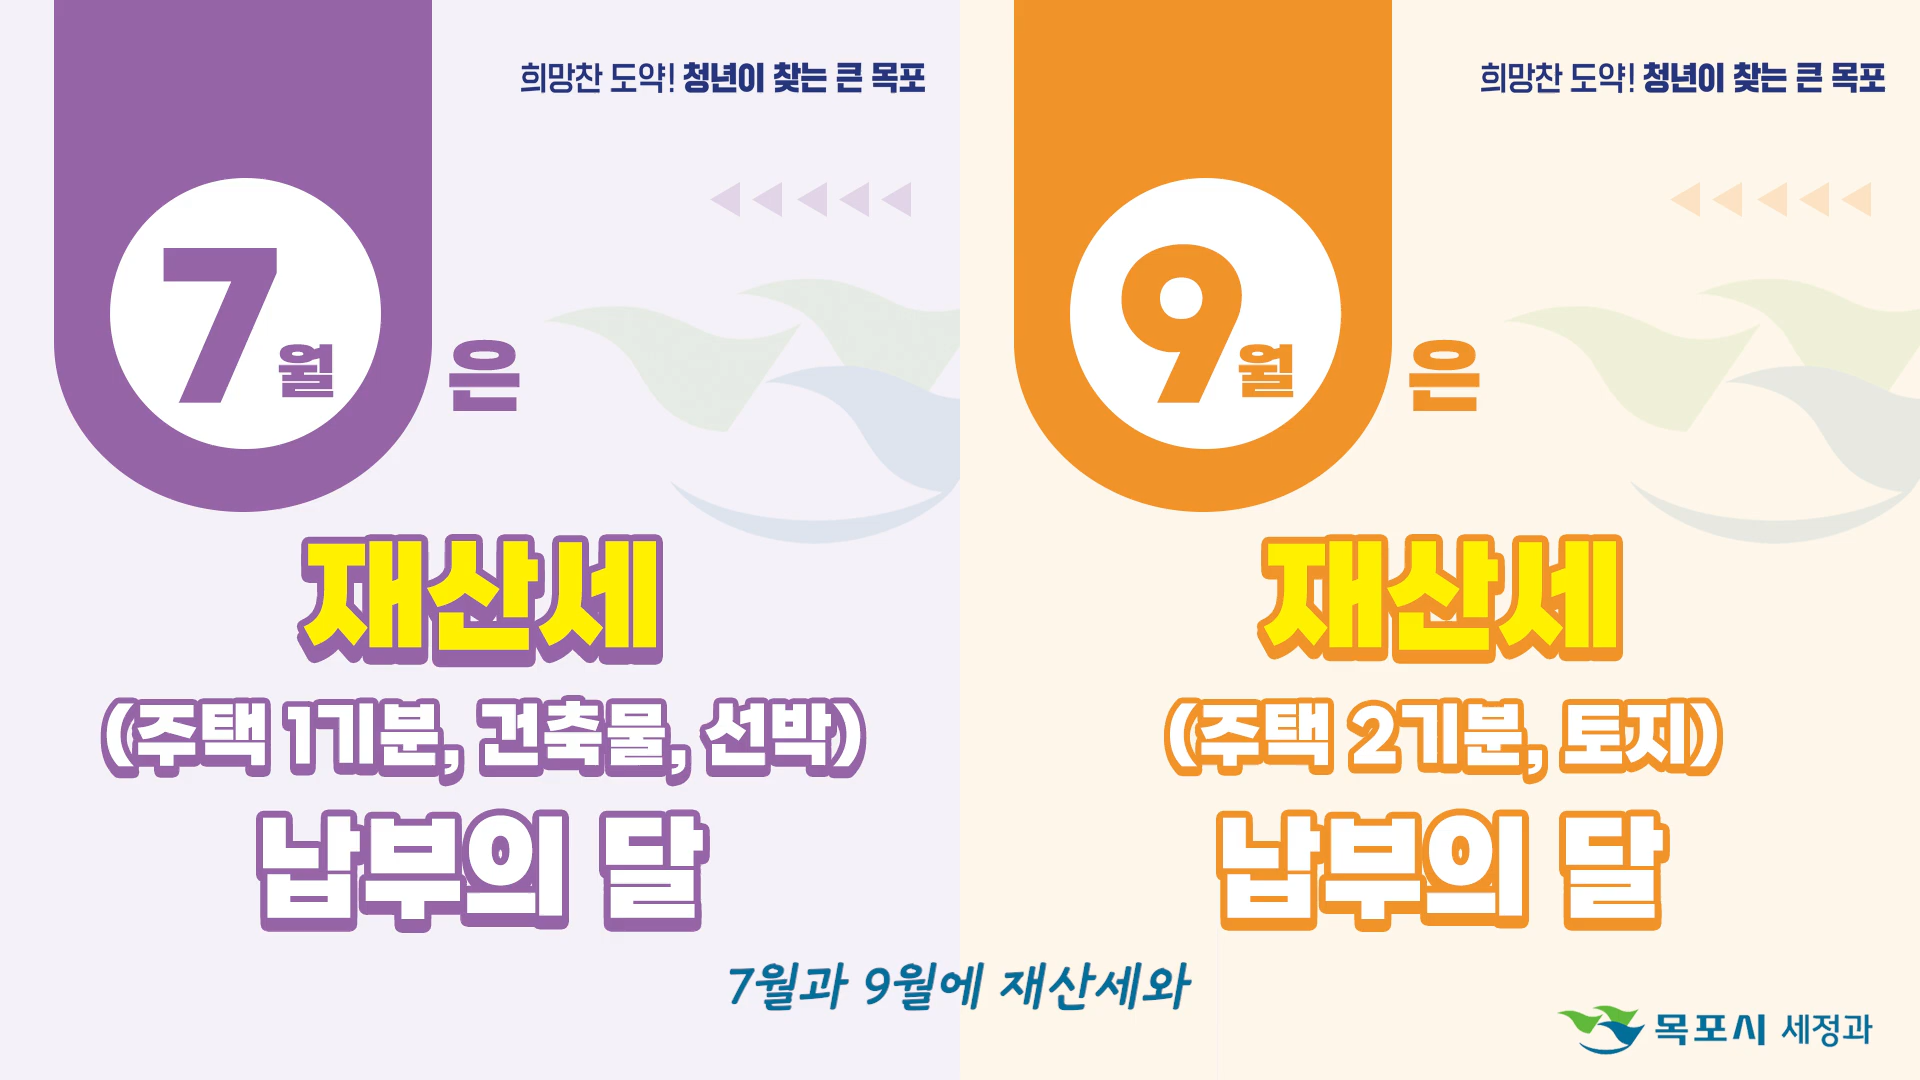 희망찬 도약! 청년이 찾는 큰 목포
7월은
재산세
(주택 1기분, 건축물, 선박)
납부의 달
희망찬 도약! 청년이 찾는 큰 목포
9월은
재산세
(주택 2기분, 토지)
납부의 달
7월과 9월에 재산세와
목포시 세정과